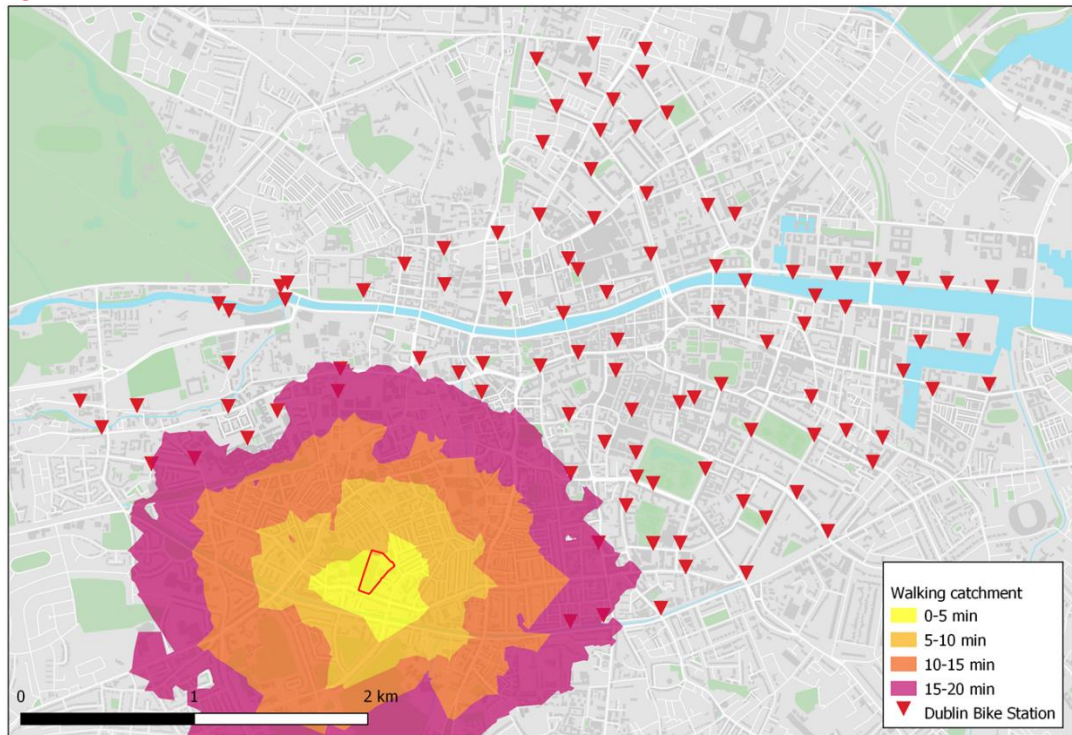 Walking catchment
0-5 min
5-10 min
10-15 min
15-20 min
Dublin Bike Station
0 1 2 km